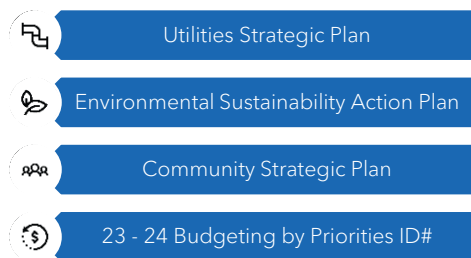 Utilities Strategic Plan
Environmental Sustainability Action Plan
Community Strategic Plan
23 - 24 Budgeting by Priorities ID#